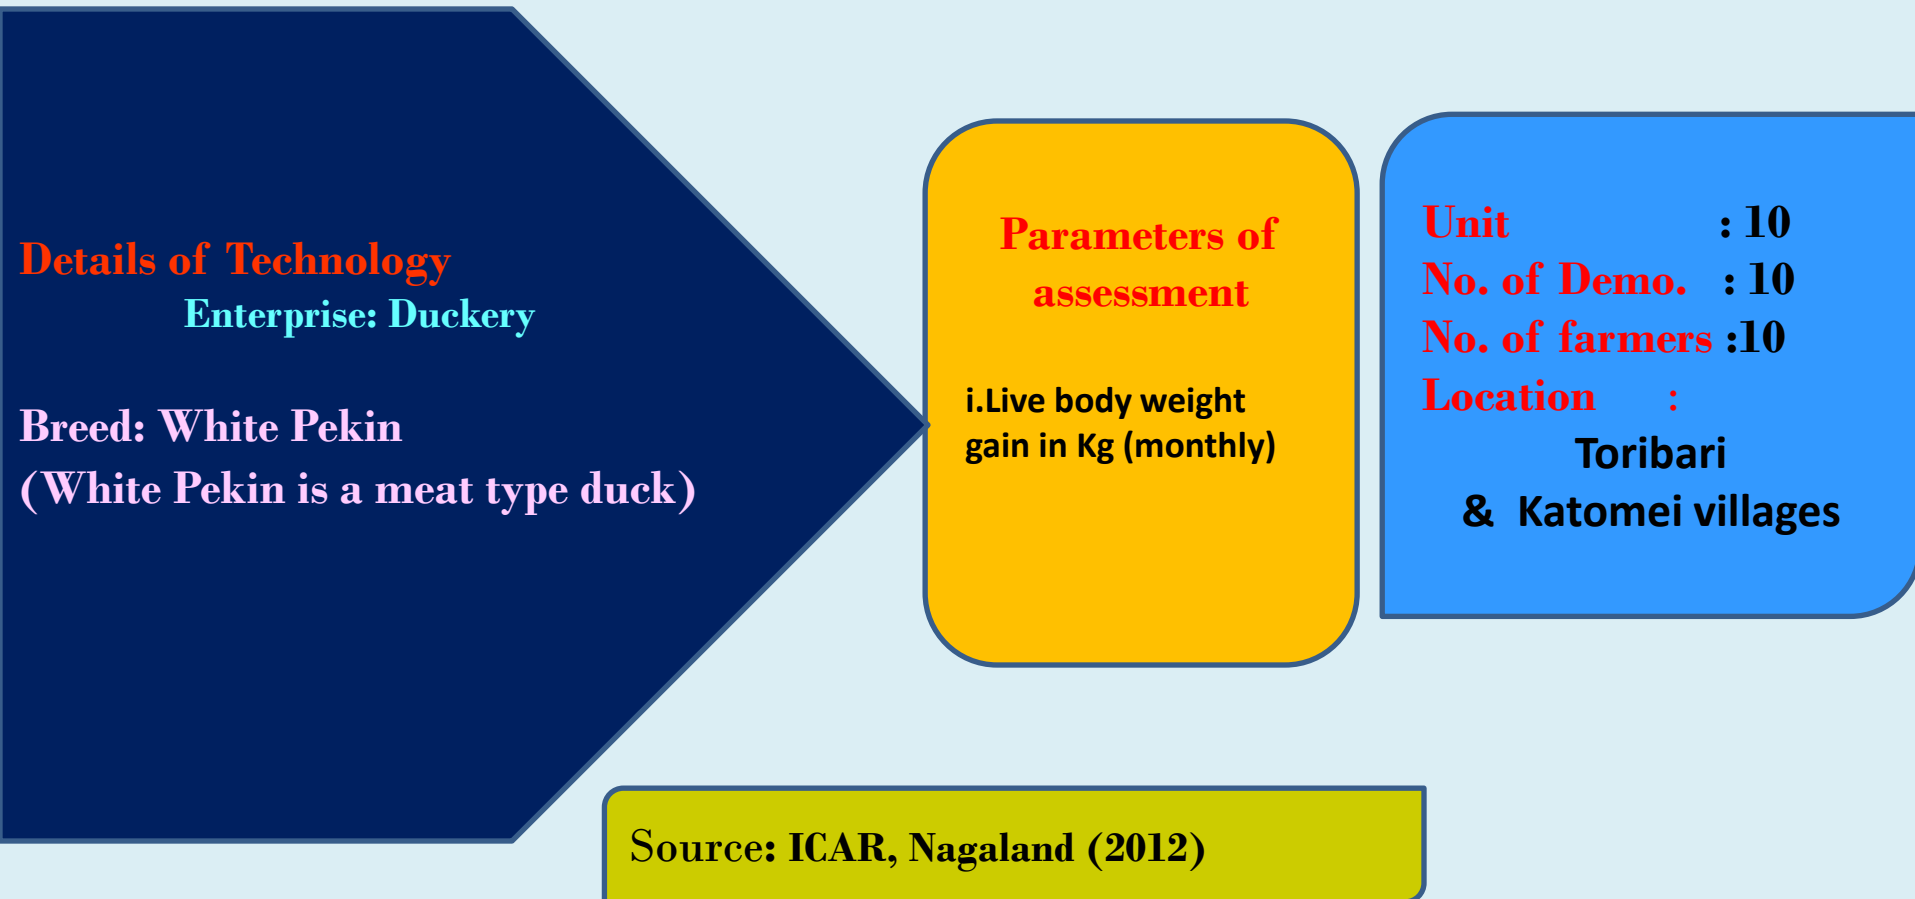 Details of Technology
Enterprise: Duckery
Breed: White Pekin
(White Pekin is a meat type duck)
Parameters of
assessment
i.Live body weight
gain in Kg (monthly)
Unit : 10
No. of Demo. : 10
No. of farmers :10
Location :
Toribari
& Katomei villages
Source: ICAR, Nagaland (2012)